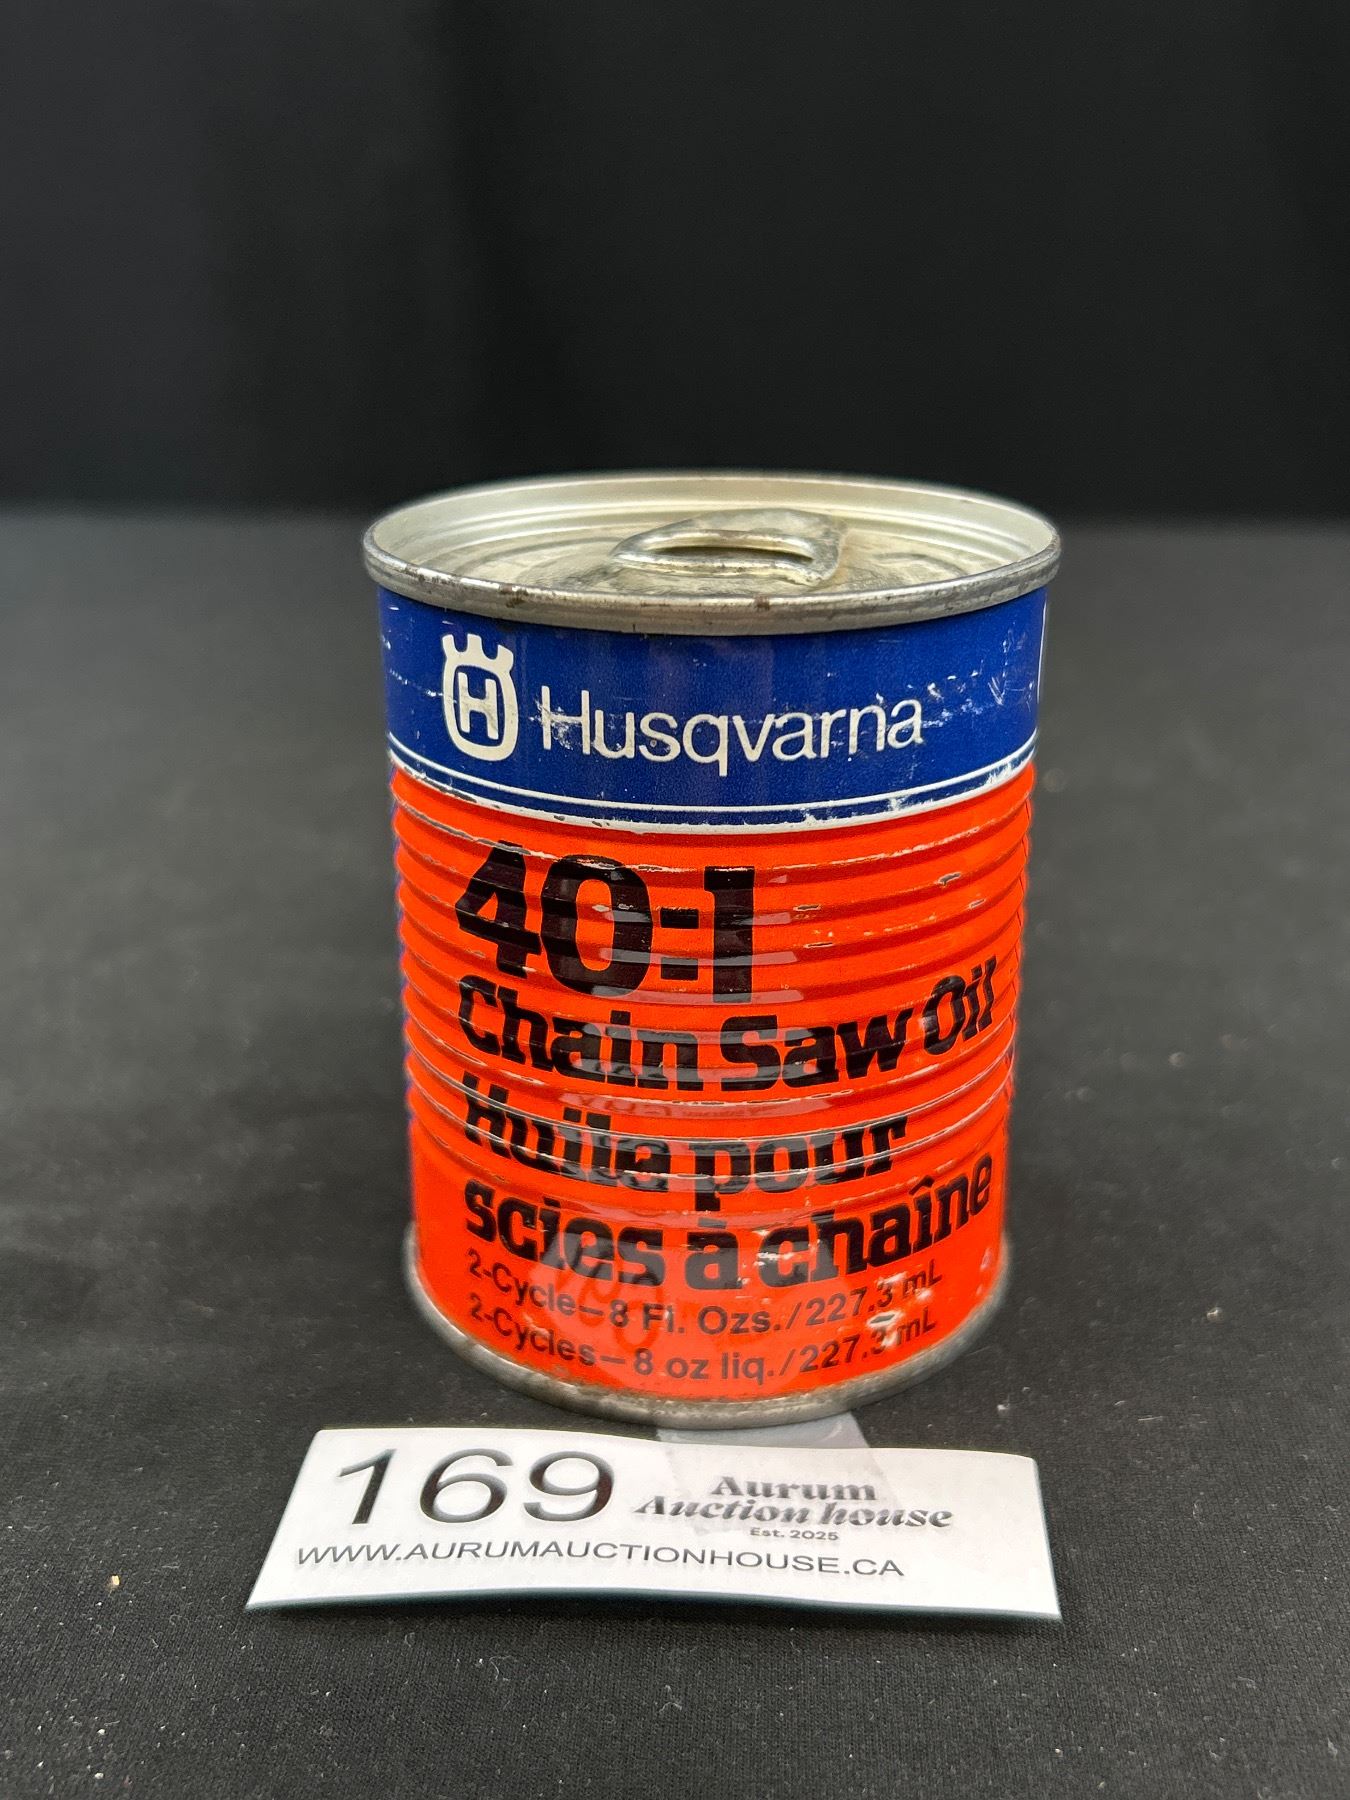 H Husqvarna
40:1
Chain Saw Oil
Huile pour
scies à chaîne
2-Cycle—8 Fl. Ozs./227.3 mL
2-Cycles—8 oz liq./227.3 mL
169 Aurum
Auction house
Est. 2025
WWW.AURUMAUCTIONHOUSE.CA